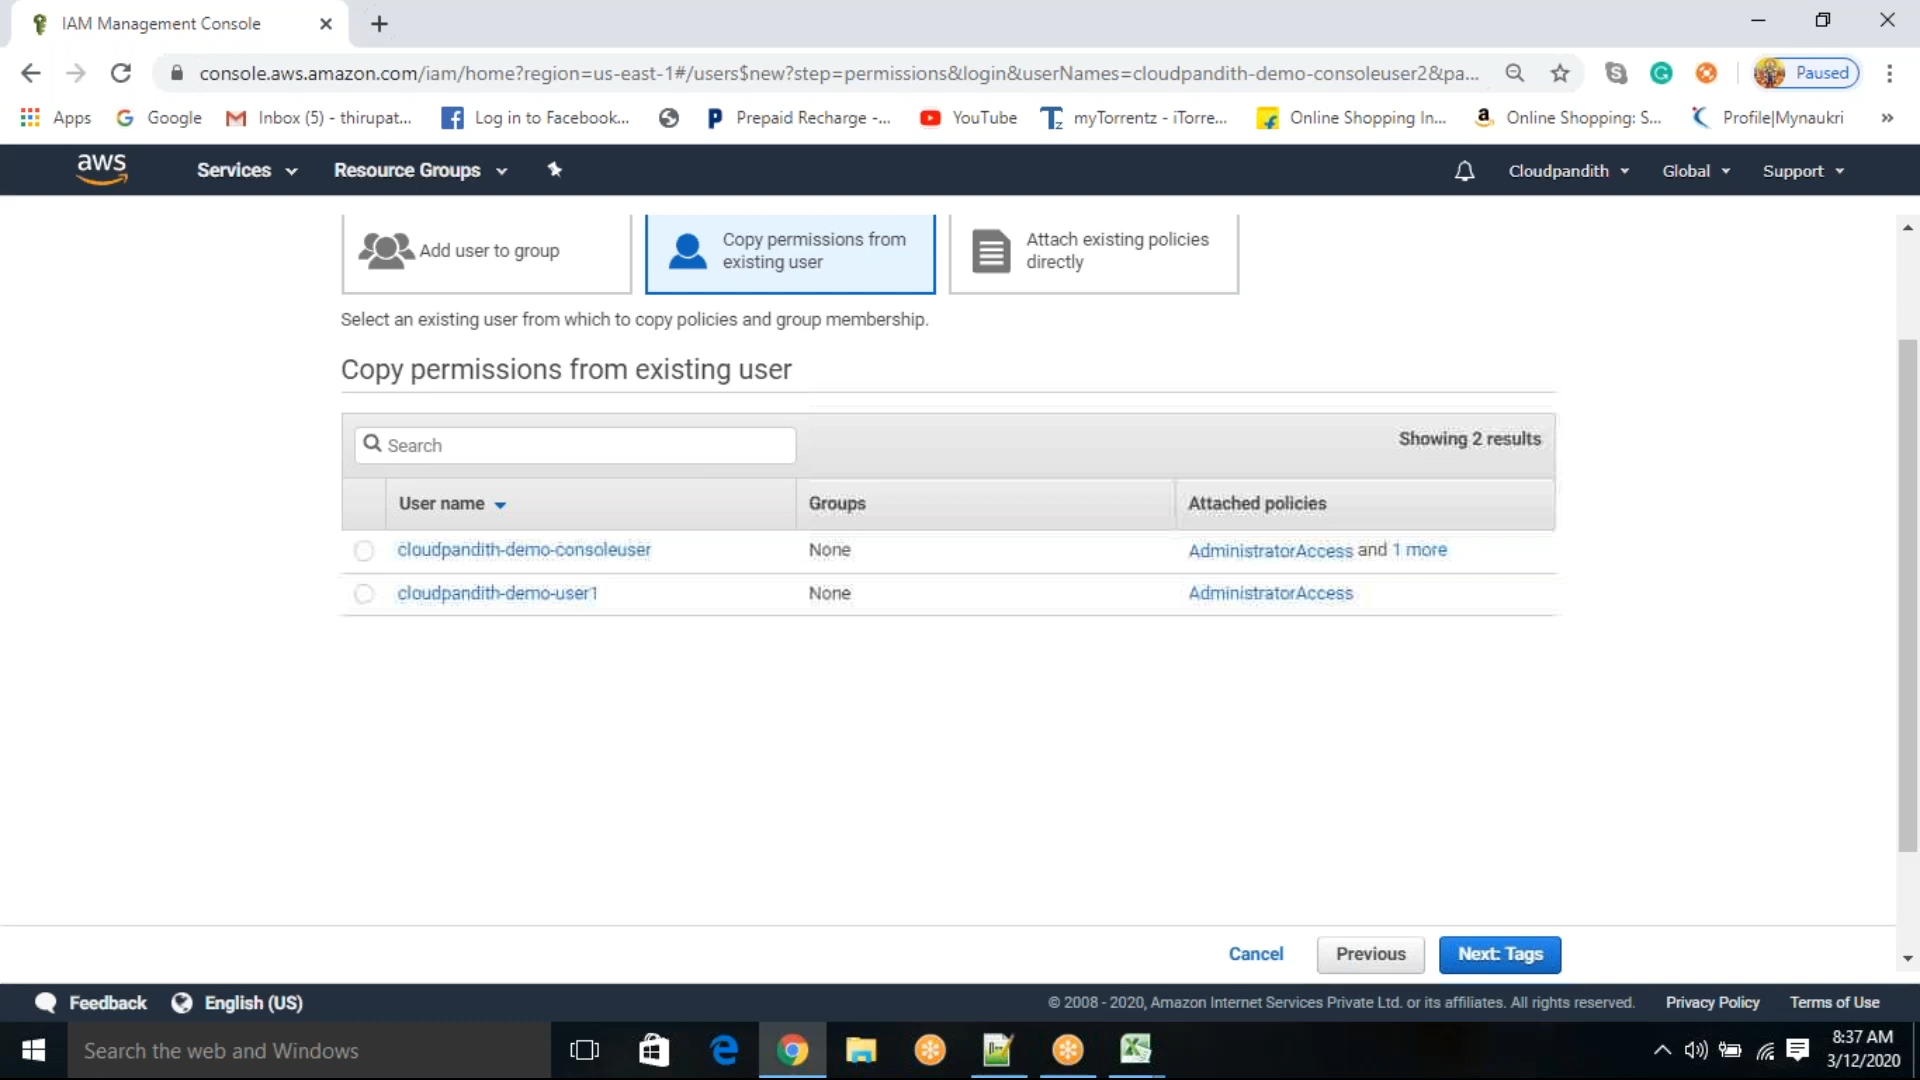 IAM Management Console
console.aws.amazon.com/iam/home?region=us-east-1#/users$new?step=permissions&login&userNames=cloudpandith-demo-consoleuser2&pa...
Paused
Apps
Google
Inbox (5) - thirupat...
Log in to Facebook...
Prepaid Recharge -...
YouTube
myTorrentz - iTorre...
Online Shopping In...
Online Shopping: S...
Profile|Mynaukri
»
aws
Services
Resource Groups
Cloudpandith
Global
Support
Add user to group
Copy permissions from
existing user
Attach existing policies
directly
Select an existing user from which to copy policies and group membership.
Copy permissions from existing user
Search
Showing 2 results
User name
Groups
Attached policies
cloudpandith-demo-consoleuser
None
AdministratorAccess and 1 more
cloudpandith-demo-user1
None
AdministratorAccess
Cancel
Previous
Next: Tags
Feedback
English (US)
© 2008 - 2020, Amazon Internet Services Private Ltd. or its affiliates. All rights reserved.
Privacy Policy
Terms of Use
Search the web and Windows
8:37 AM
3/12/2020